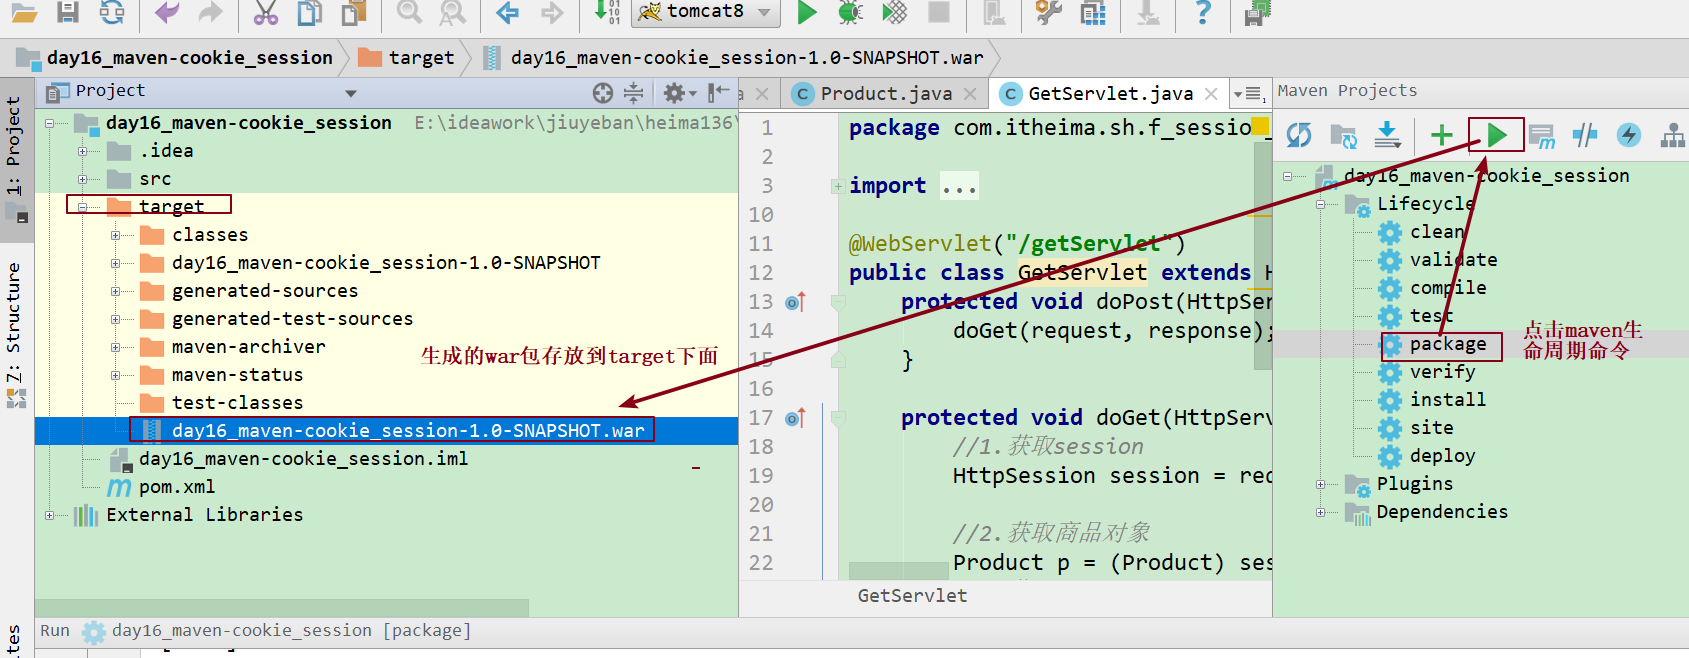 tomcat8
day16_maven-cookie_session
target
day16_maven-cookie_session-1.0-SNAPSHOT.war
1: Project
7: Structure
Project
day16_maven-cookie_session E:\ideawork\jiuyeban\heima136\
.idea
src
target
classes
day16_maven-cookie_session-1.0-SNAPSHOT
generated-sources
generated-test-sources
maven-archiver
maven-status
test-classes
day16_maven-cookie_session-1.0-SNAPSHOT.war
day16_maven-cookie_session.iml
pom.xml
External Libraries
生成的war包存放到target下面
Product.java
GetServlet.java
1 package com.itheima.sh.f_sessio
2
3 import ...
10
11 @WebServlet("/getServlet")
12 public class GetServlet extends H
13 protected void doPost(HttpSer
14 doGet(request, response);
15 }
16
17 protected void doGet(HttpServ
18 //1.获取session
19 HttpSession session = req
20
21 //2.获取商品对象
22 Product p = (Product) ses
GetServlet
Maven Projects
day16_maven-cookie_session
Lifecycle
clean
validate
compile
test
package
verify
install
site
deploy
Plugins
Dependencies
点击maven生
命周期命令
Run day16_maven-cookie_session [package]